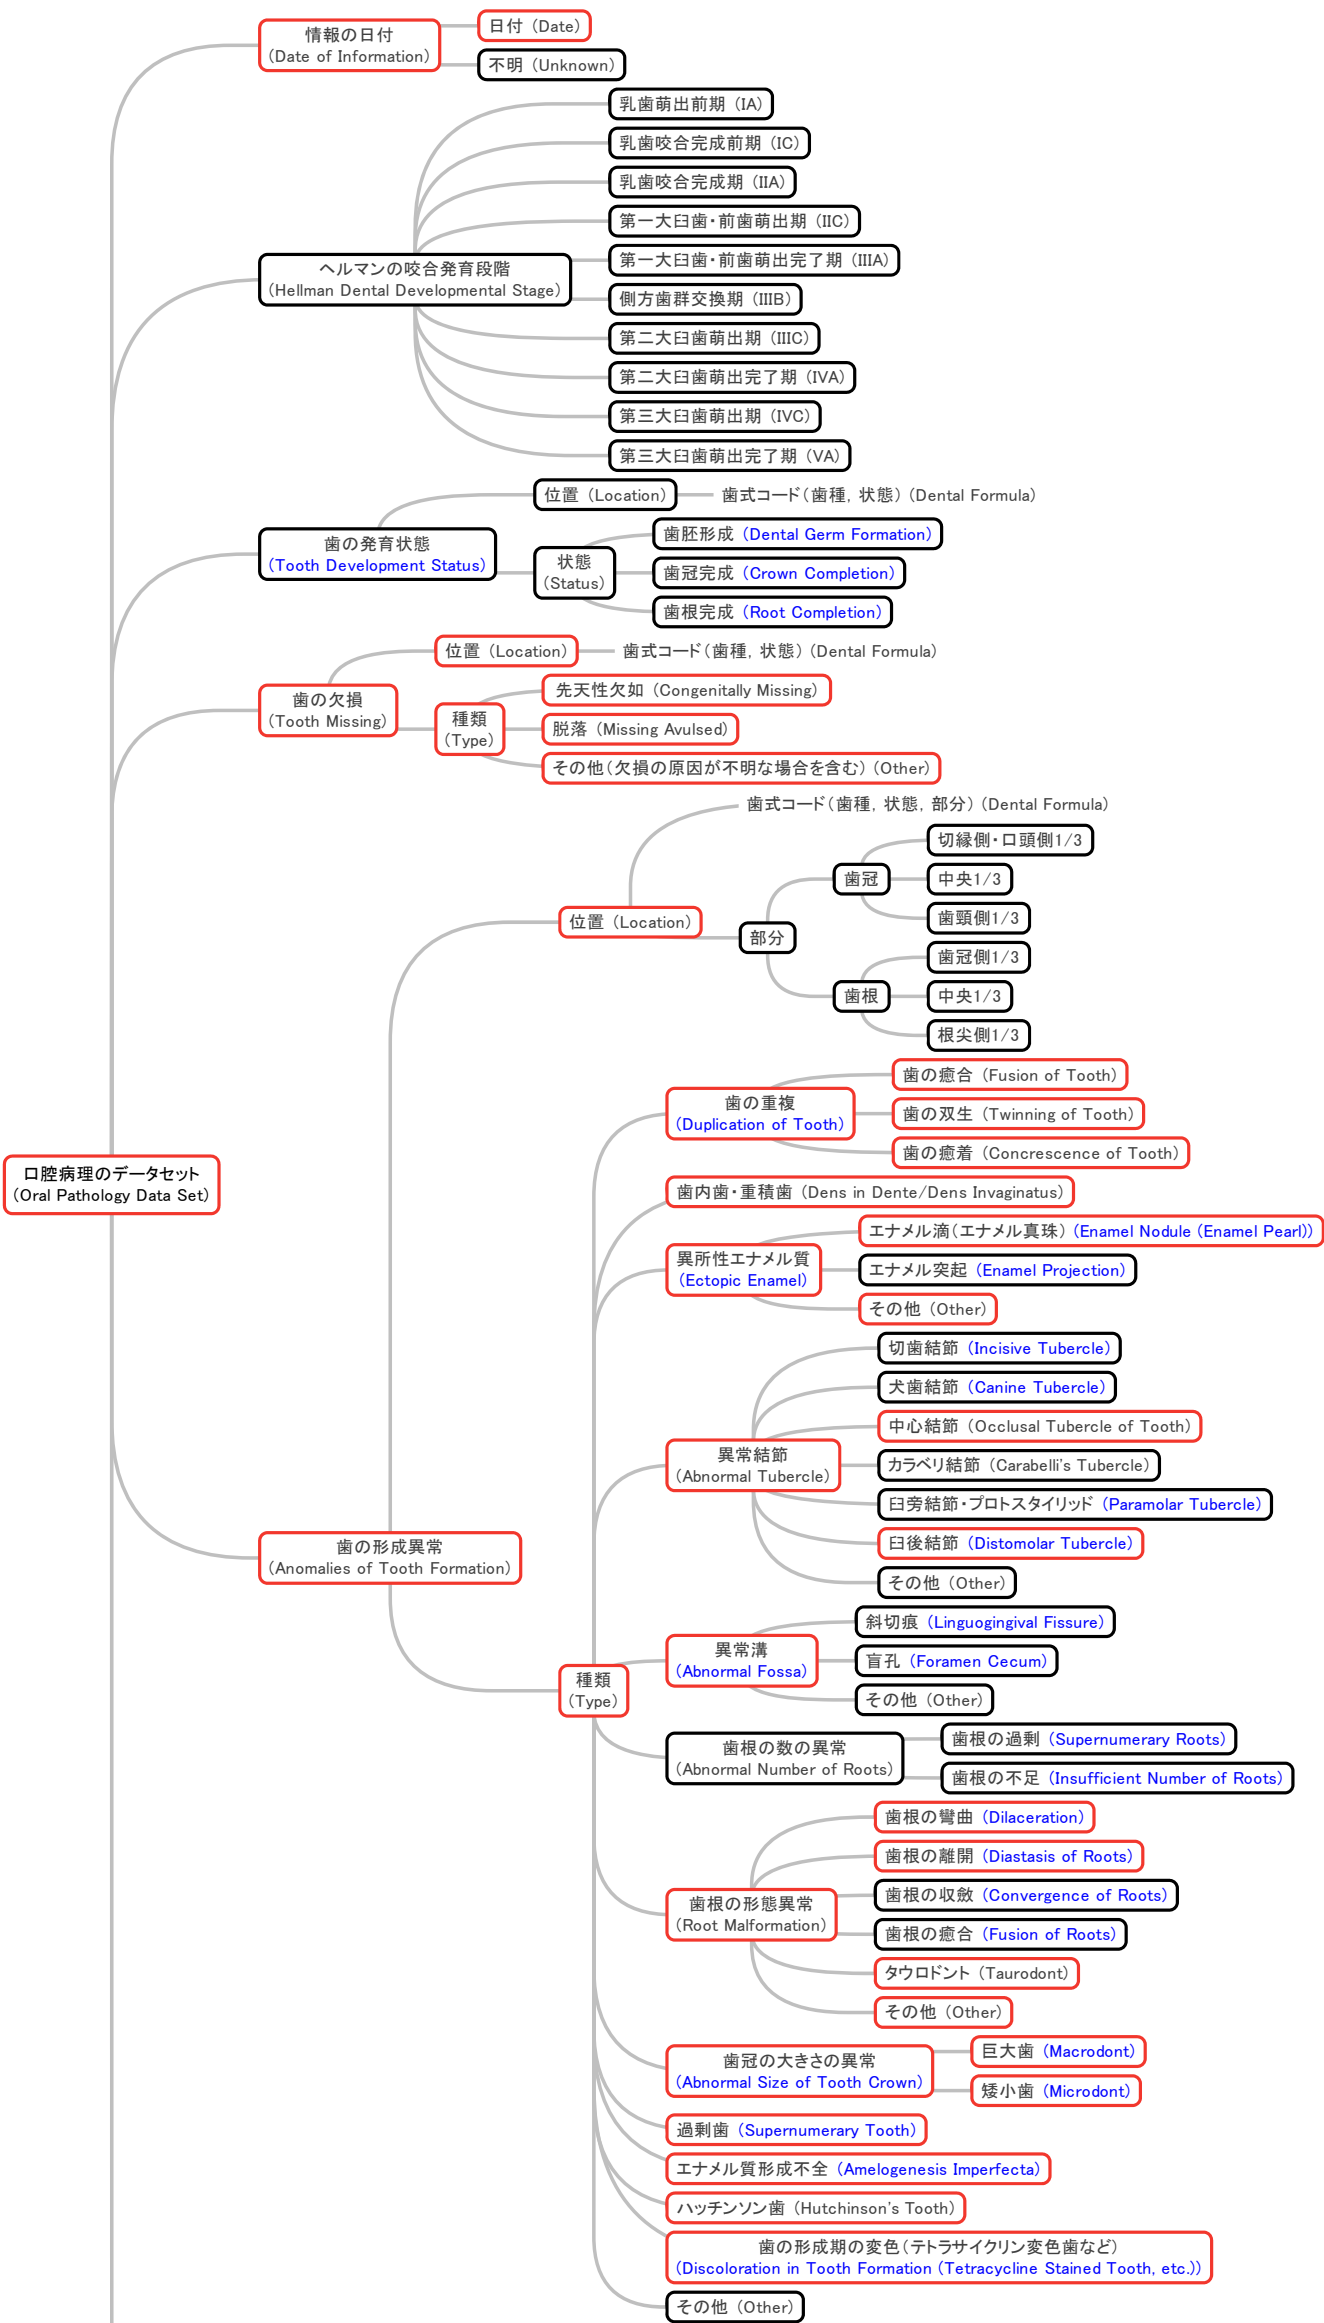 情報の日付
(Date of Information)
日付 (Date)
不明 (Unknown)
ヘルマンの咬合発育段階
(Hellman Dental Developmental Stage)
乳歯萌出前期 (IA)
乳歯咬合完成前期 (IC)
乳歯咬合完成期 (IIA)
第一大臼歯・前歯萌出期 (IIC)
第一大臼歯・前歯萌出完了期 (IIIA)
側方歯群交換期 (IIIB)
第二大臼歯萌出期 (IIIC)
第二大臼歯萌出完了期 (IVA)
第三大臼歯萌出期 (IVC)
第三大臼歯萌出完了期 (VA)
歯の発育状態
(Tooth Development Status)
位置 (Location)
歯式コード(歯種, 状態) (Dental Formula)
状態
(Status)
歯胚形成 (Dental Germ Formation)
歯冠完成 (Crown Completion)
歯根完成 (Root Completion)
歯の欠損
(Tooth Missing)
位置 (Location)
歯式コード(歯種, 状態) (Dental Formula)
種類
(Type)
先天性欠如 (Congenitally Missing)
脱落 (Missing Avulsed)
その他(欠損の原因が不明な場合を含む) (Other)
口腔病理のデータセット
(Oral Pathology Data Set)
歯の形成異常
(Anomalies of Tooth Formation)
位置 (Location)
歯式コード(歯種, 状態, 部分) (Dental Formula)
部分
歯冠
切縁側・口頭側1/3
中央1/3
歯頸側1/3
歯根
歯冠側1/3
中央1/3
根尖側1/3
種類
(Type)
歯の重複
(Duplication of Tooth)
歯の癒合 (Fusion of Tooth)
歯の双生 (Twinning of Tooth)
歯の癒着 (Concrescence of Tooth)
歯内歯・重積歯 (Dens in Dente/Dens Invaginatus)
異所性エナメル質
(Ectopic Enamel)
エナメル滴(エナメル真珠) (Enamel Nodule (Enamel Pearl))
エナメル突起 (Enamel Projection)
その他 (Other)
異常結節
(Abnormal Tubercle)
切歯結節 (Incisive Tubercle)
犬歯結節 (Canine Tubercle)
中心結節 (Occlusal Tubercle of Tooth)
カラベリ結節 (Carabelli's Tubercle)
臼旁結節・プロトスタイリッド (Paramolar Tubercle)
臼後結節 (Distomolar Tubercle)
その他 (Other)
異常溝
(Abnormal Fossa)
斜切痕 (Linguogingival Fissure)
盲孔 (Foramen Cecum)
その他 (Other)
歯根の数の異常
(Abnormal Number of Roots)
歯根の過剰 (Supernumerary Roots)
歯根の不足 (Insufficient Number of Roots)
歯根の形態異常
(Root Malformation)
歯根の彎曲 (Dilaceration)
歯根の離開 (Diastasis of Roots)
歯根の収斂 (Convergence of Roots)
歯根の癒合 (Fusion of Roots)
タウロドント (Taurodont)
その他 (Other)
歯冠の大きさの異常
(Abnormal Size of Tooth Crown)
巨大歯 (Macrodont)
矮小歯 (Microdont)
過剰歯 (Supernumerary Tooth)
エナメル質形成不全 (Amelogenesis Imperfecta)
ハッチンソン歯 (Hutchinson's Tooth)
歯の形成期の変色(テトラサイクリン変色歯など)
(Discoloration in Tooth Formation (Tetracycline Stained Tooth, etc.))
その他 (Other)